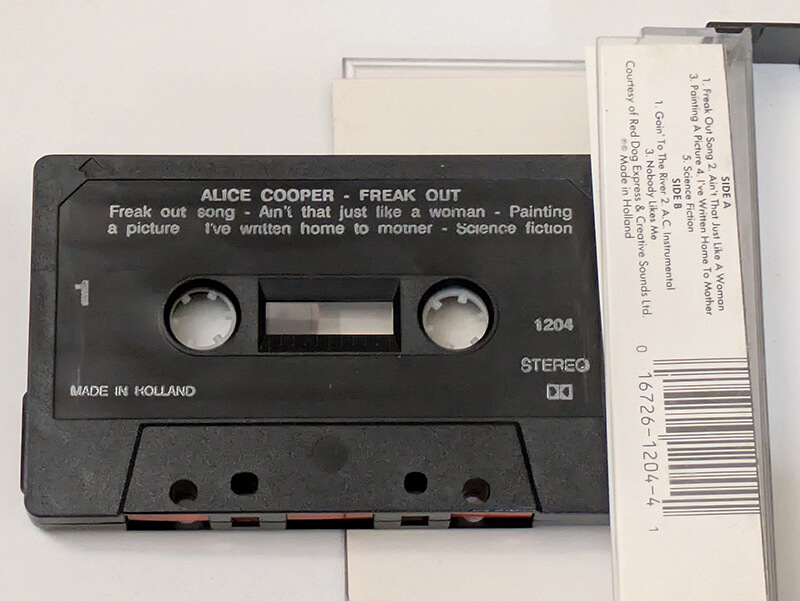 ALICE COOPER - FREAK OUT
Freak out song - Ain't that just like a woman - Painting
a picture I've written home to mother - Science fiction
1
1204
STEREO
MADE IN HOLLAND
SIDE A
1. Freak Out Song 2. Ain't That Just Like A Woman
3. Painting A Picture 4. I've Written Home To Mother
5. Science Fiction
SIDE B
1. Goin' To The River 2. A.C. Instrumental
3. Nobody Likes Me
Courtesy of Red Dog Express & Creative Sounds Ltd.
℗© Made in Holland
0 16726-1204-4 1